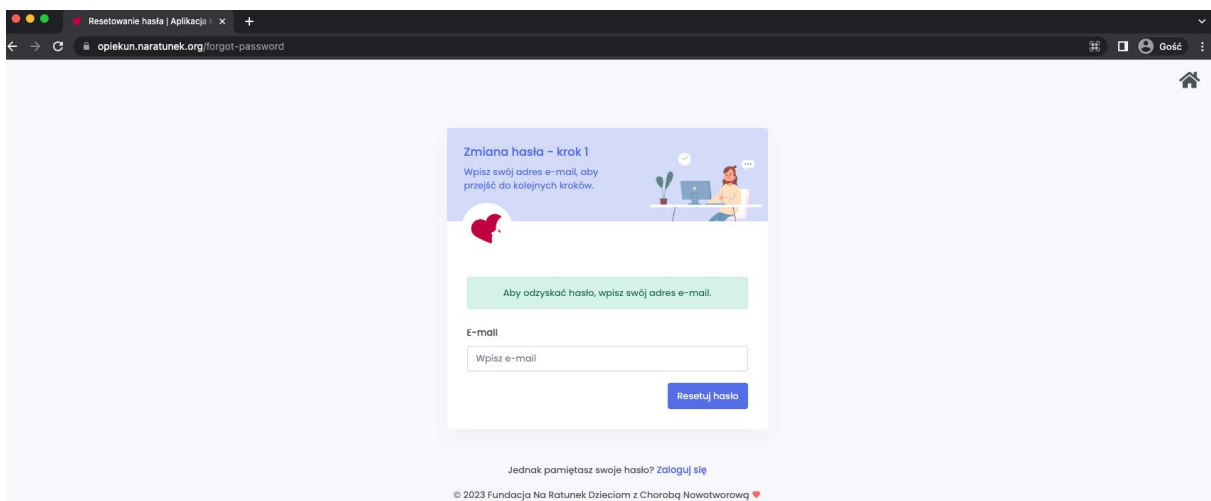 Resetowanie hasła | Aplikacja
opiekun.naratunek.org/forgot-password
Gość
Zmiana hasła - krok 1
Wpisz swój adres e-mail, aby
przejść do kolejnych kroków.
Aby odzyskać hasło, wpisz swój adres e-mail.
E-mail
Wpisz e-mail
Resetuj hasło
Jednak pamiętasz swoje hasło? Zaloguj się
© 2023 Fundacja Na Ratunek Dzieciom z Chorobą Nowotworową